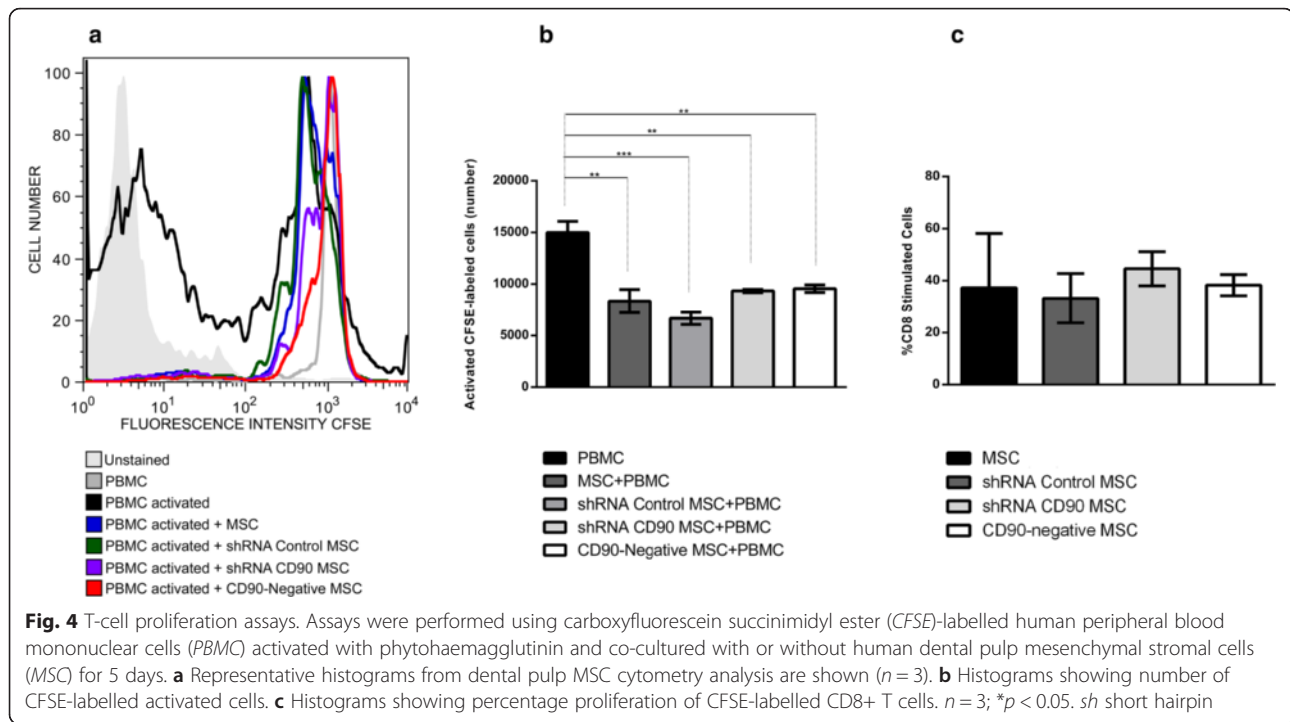 a
b
c
100
80
60
40
20
0
CELL NUMBER
10^0 10^1 10^2 10^3 10^4
FLUORESCENCE INTENSITY CFSE
Unstained
PBMC
PBMC activated
PBMC activated + MSC
PBMC activated + shRNA Control MSC
PBMC activated + shRNA CD90 MSC
PBMC activated + CD90-Negative MSC
**
**
***
**
20000
15000
10000
5000
0
Activated CFSE-labeled cells (number)
PBMC
MSC+PBMC
shRNA Control MSC+PBMC
shRNA CD90 MSC+PBMC
CD90-Negative MSC+PBMC
80
60
40
20
0
%CD8 Stimulated Cells
MSC
shRNA Control MSC
shRNA CD90 MSC
CD90-negative MSC
Fig. 4 T-cell proliferation assays. Assays were performed using carboxyfluorescein succinimidyl ester (CFSE)-labelled human peripheral blood
mononuclear cells (PBMC) activated with phytohaemagglutinin and co-cultured with or without human dental pulp mesenchymal stromal cells
(MSC) for 5 days. a Representative histograms from dental pulp MSC cytometry analysis are shown (n = 3). b Histograms showing number of
CFSE-labelled activated cells. c Histograms showing percentage proliferation of CFSE-labelled CD8+ T cells. n = 3; *p < 0.05. sh short hairpin